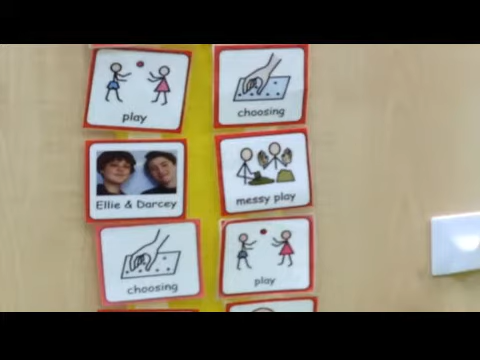 play
choosing
Ellie & Darcey
messy play
choosing
play